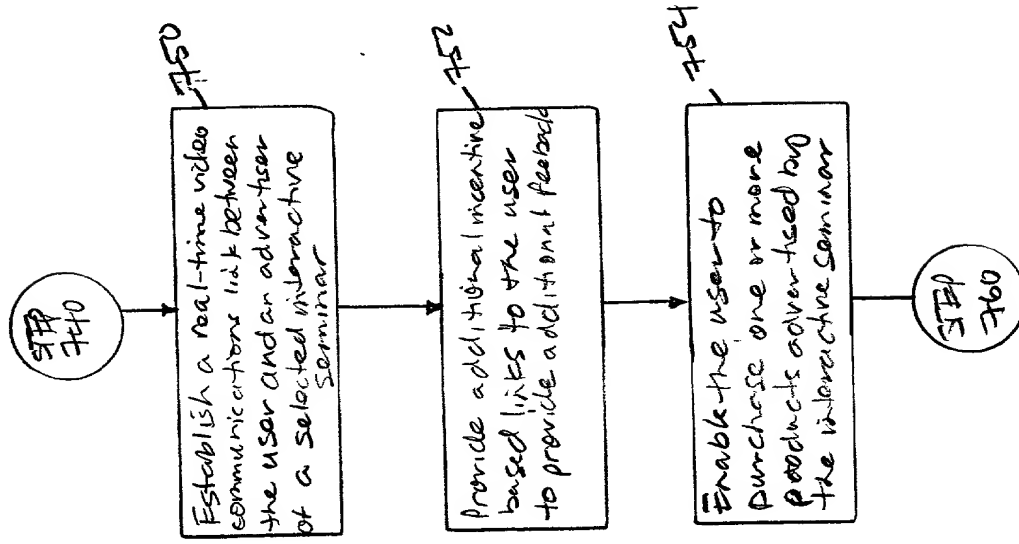 STEP
740
750
Establish a real-time video
communications link between
the user and an advertiser
of a selected interactive
seminar
752
Provide additional incentive
based links to the user
to provide additional feeback
754
Enable the user to
purchase one or more
products advertised by
the interactive seminar
STEP
760